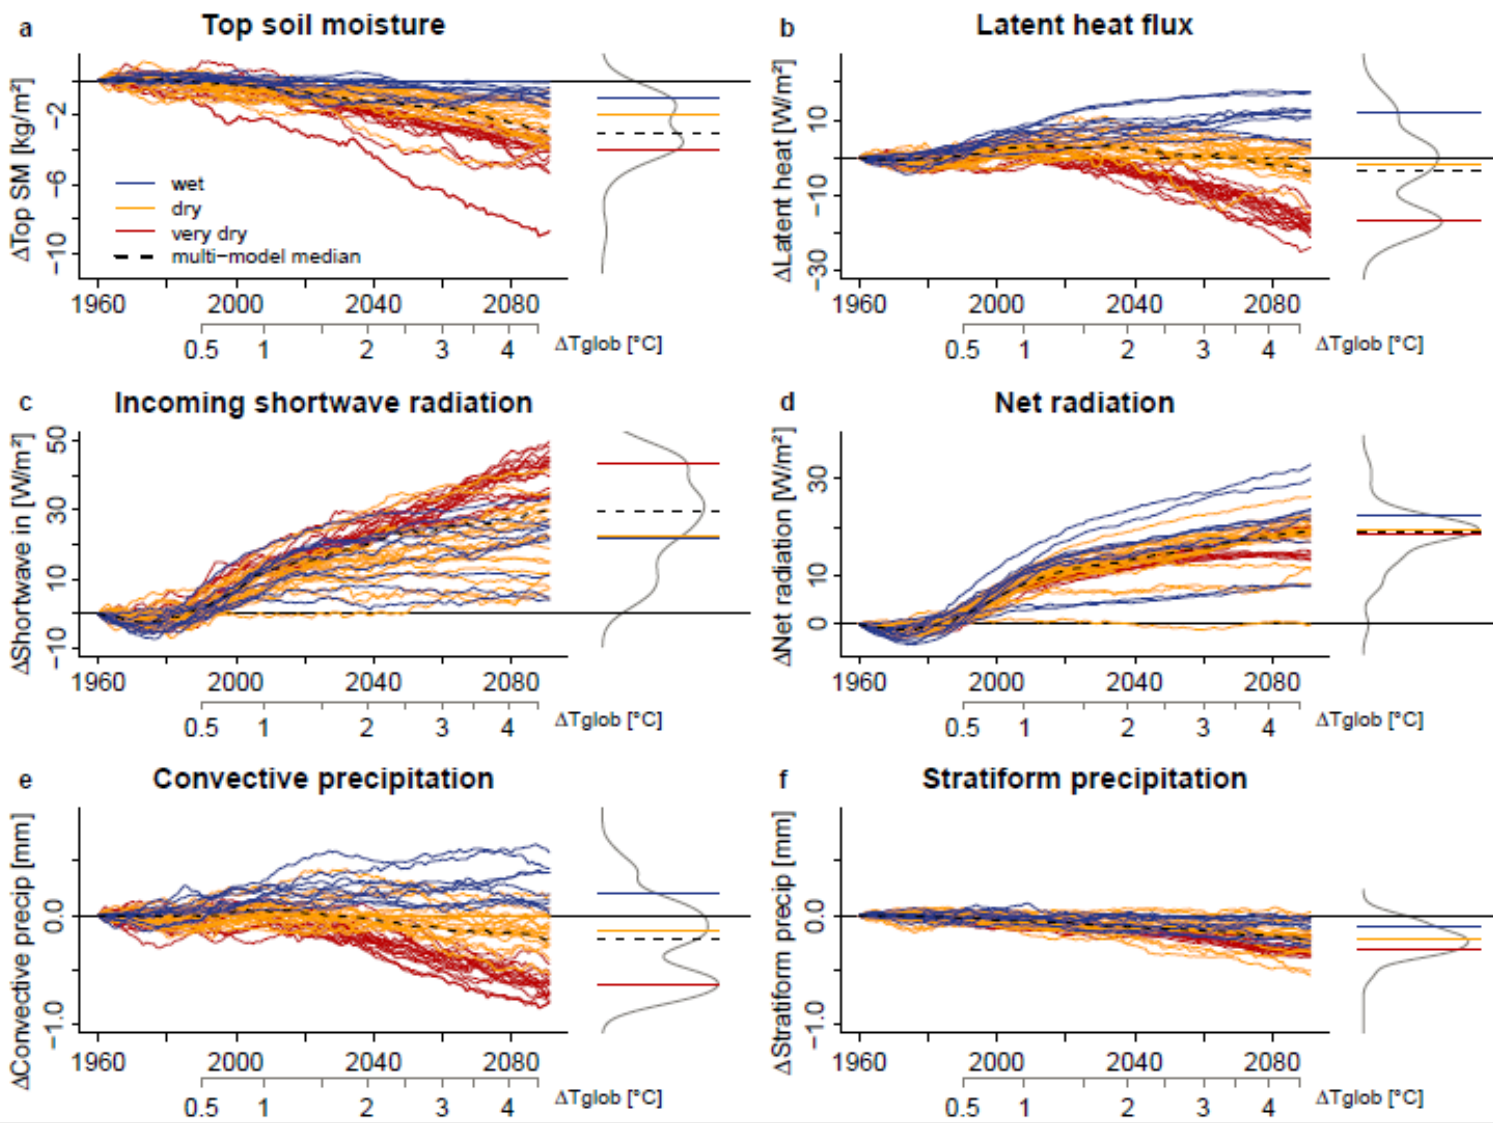 a Top soil moisture
ΔTop SM [kg/m²]
−2
−6
−10
wet
dry
very dry
multi−model median
1960 2000 2040 2080
0.5 1 2 3 4 ΔTglob [°C]
b Latent heat flux
ΔLatent heat [W/m²]
10
−10
−30
1960 2000 2040 2080
0.5 1 2 3 4 ΔTglob [°C]
c Incoming shortwave radiation
ΔShortwave in [W/m²]
50
30
10
−10
1960 2000 2040 2080
0.5 1 2 3 4 ΔTglob [°C]
d Net radiation
ΔNet radiation [W/m²]
30
10
0
1960 2000 2040 2080
0.5 1 2 3 4 ΔTglob [°C]
e Convective precipitation
ΔConvective precip [mm]
0.0
−1.0
1960 2000 2040 2080
0.5 1 2 3 4 ΔTglob [°C]
f Stratiform precipitation
ΔStratiform precip [mm]
0.0
−1.0
1960 2000 2040 2080
0.5 1 2 3 4 ΔTglob [°C]